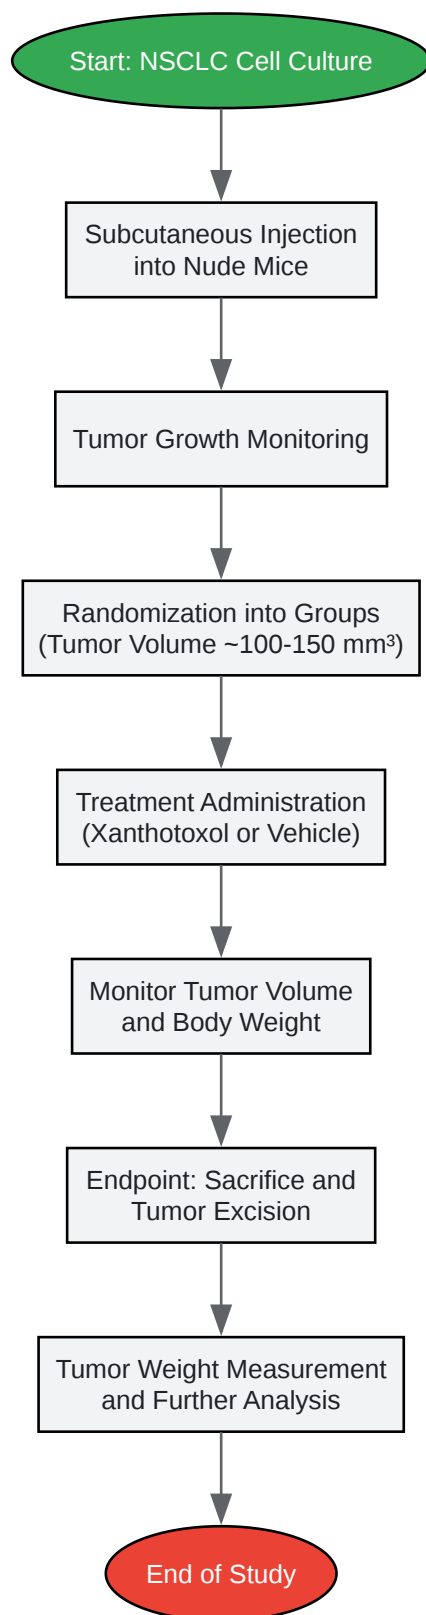 Start: NSCLC Cell Culture
Subcutaneous Injection
into Nude Mice
Tumor Growth Monitoring
Randomization into Groups
(Tumor Volume ~100-150 mm³)
Treatment Administration
(Xanthotoxol or Vehicle)
Monitor Tumor Volume
and Body Weight
Endpoint: Sacrifice and
Tumor Excision
Tumor Weight Measurement
and Further Analysis
End of Study